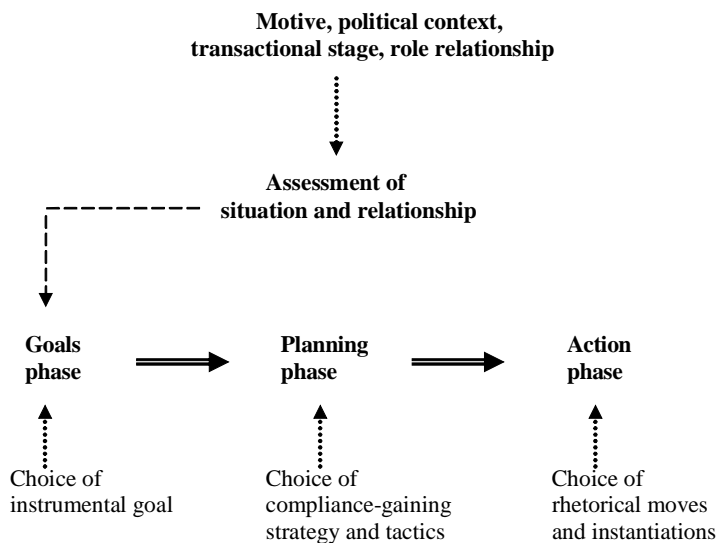 Motive, political context,
transactional stage, role relationship
Assessment of
situation and relationship
Goals
phase
Planning
phase
Action
phase
Choice of
instrumental goal
Choice of
compliance-gaining
strategy and tactics
Choice of
rhetorical moves
and instantiations